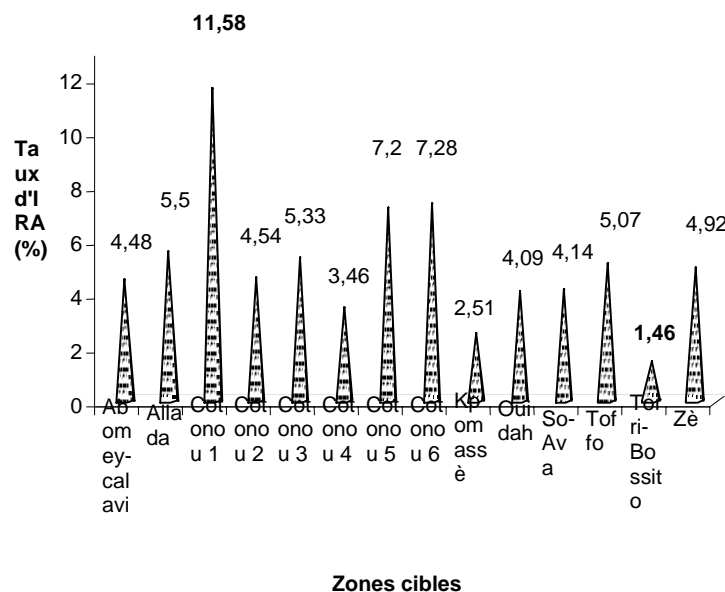 11,58
Ta
ux
d'I
RA
(%)
12
10
8
6
4
2
0
4,48
5,5
4,54
5,33
3,46
7,2
7,28
2,51
4,09
4,14
5,07
1,46
4,92
Ab
om
ey-
cal
avi
Alla
da
Cot
ono
u 1
Cot
ono
u 2
Cot
ono
u 3
Cot
ono
u 4
Cot
ono
u 5
Cot
ono
u 6
Kp
om
ass
è
Oui
dah
So-
Av
a
Tof
fo
Tor
ri-
Bo
ssit
o
Zè
Zones cibles